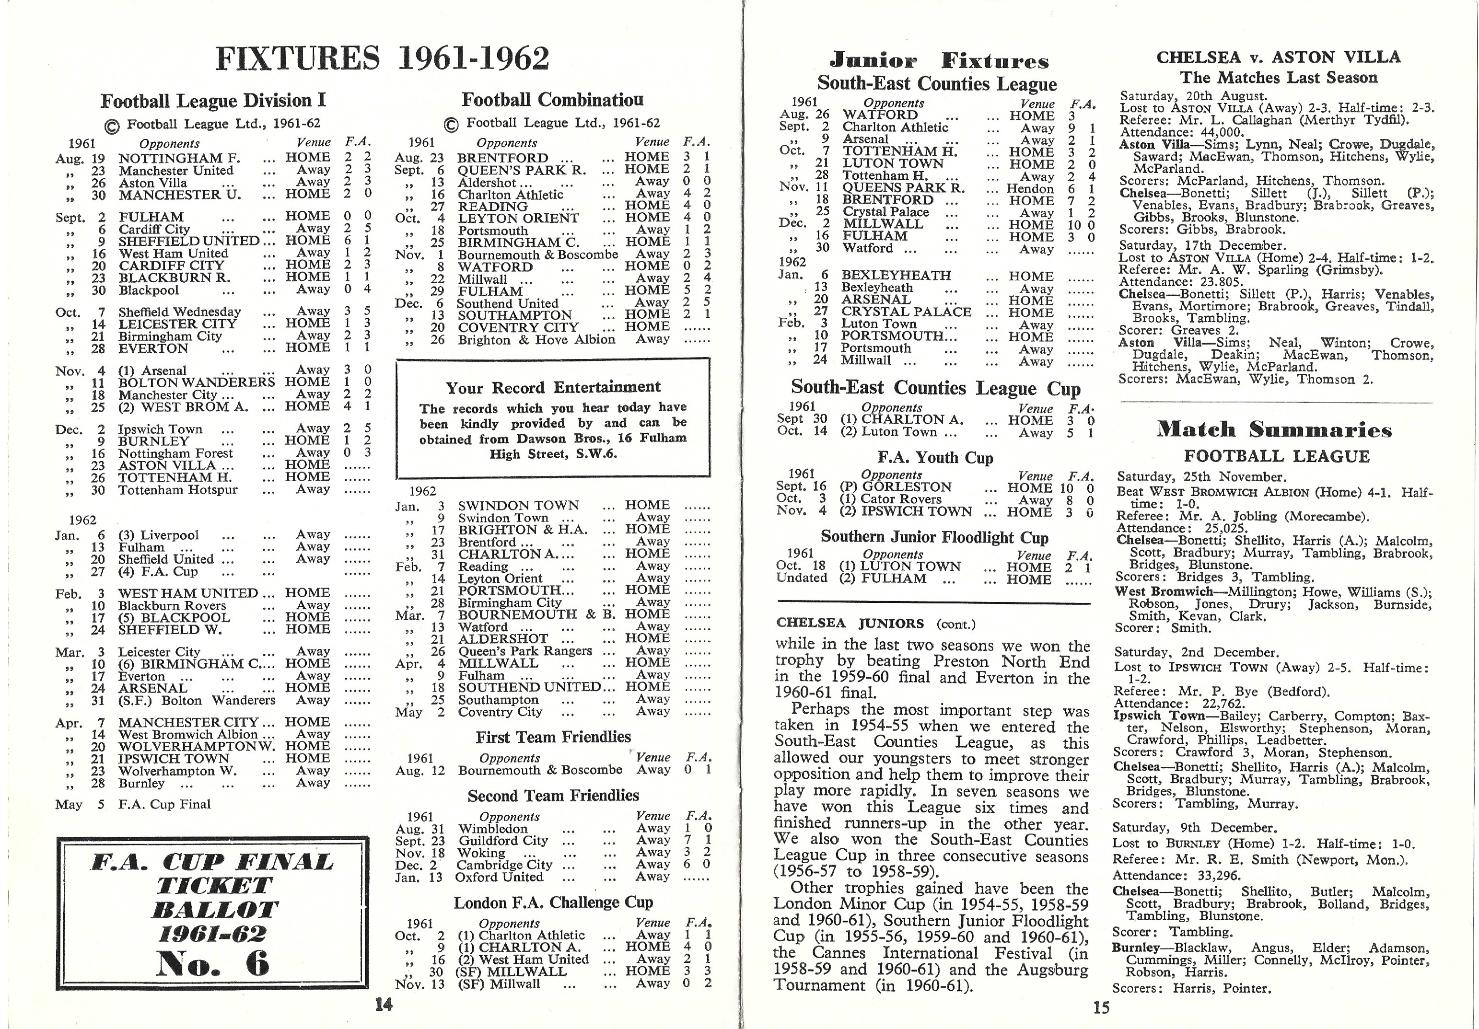 FIXTURES 1961-1962
Football League Division I
© Football League Ltd., 1961-62
1961 Opponents Venue F.A.
Aug. 19 NOTTINGHAM F. ... HOME 2 2
„ 23 Manchester United ... Away 2 3
„ 26 Aston Villa ... ... Away 2 3
„ 30 MANCHESTER U. ... HOME 2 0
Sept. 2 FULHAM ... ... HOME 0 0
„ 6 Cardiff City ... ... Away 2 5
„ 9 SHEFFIELD UNITED ... HOME 6 1
„ 16 West Ham United ... Away 1 2
„ 20 CARDIFF CITY ... HOME 2 3
„ 23 BLACKBURN R. ... HOME 1 1
„ 30 Blackpool ... ... Away 0 4
Oct. 7 Sheffield Wednesday ... Away 3 5
„ 14 LEICESTER CITY ... HOME 1 3
„ 21 Birmingham City ... Away 2 3
„ 28 EVERTON ... ... HOME 1 1
Nov. 4 (1) Arsenal ... ... Away 3 0
„ 11 BOLTON WANDERERS HOME 1 0
„ 18 Manchester City ... ... Away 2 2
„ 25 (2) WEST BROM A. ... HOME 4 1
Dec. 2 Ipswich Town ... ... Away 2 5
„ 9 BURNLEY ... ... HOME 1 2
„ 16 Nottingham Forest ... Away 0 3
„ 23 ASTON VILLA ... ... HOME ......
„ 26 TOTTENHAM H. ... HOME ......
„ 30 Tottenham Hotspur ... Away ......
1962
Jan. 6 (3) Liverpool ... ... Away ......
„ 13 Fulham ... ... ... Away ......
„ 20 Sheffield United ... ... Away ......
„ 27 (4) F.A. Cup ... ... ......
Feb. 3 WEST HAM UNITED ... HOME ......
„ 10 Blackburn Rovers ... Away ......
„ 17 (5) BLACKPOOL ... HOME ......
„ 24 SHEFFIELD W. ... HOME ......
Mar. 3 Leicester City ... ... Away ......
„ 10 (6) BIRMINGHAM C.... HOME ......
„ 17 Everton ... ... ... Away ......
„ 24 ARSENAL ... ... HOME ......
„ 31 (S.F.) Bolton Wanderers Away ......
Apr. 7 MANCHESTER CITY ... HOME ......
„ 14 West Bromwich Albion ... Away ......
„ 20 WOLVERHAMPTON W. HOME ......
„ 21 IPSWICH TOWN ... HOME ......
„ 23 Wolverhampton W. ... Away ......
„ 28 Burnley ... ... ... Away ......
May 5 F.A. Cup Final
F.A. CUP FINAL
TICKET
BALLOT
1961-62
No. 6
Football Combination
© Football League Ltd., 1961-62
1961 Opponents Venue F.A.
Aug. 23 BRENTFORD ... ... HOME 3 1
Sept. 6 QUEEN'S PARK R. ... HOME 2 1
„ 13 Aldershot ... ... ... Away 0 0
„ 16 Charlton Athletic ... Away 4 2
„ 27 READING ... ... HOME 4 0
Oct. 4 LEYTON ORIENT ... HOME 4 0
„ 18 Portsmouth ... ... Away 1 2
„ 25 BIRMINGHAM C. ... HOME 1 1
Nov. 1 Bournemouth & Boscombe Away 2 3
„ 8 WATFORD ... ... HOME 0 2
„ 22 Millwall ... ... ... Away 2 4
„ 29 FULHAM ... ... HOME 5 2
Dec. 6 Southend United ... Away 2 5
„ 13 SOUTHAMPTON ... HOME 2 1
„ 20 COVENTRY CITY ... HOME ......
„ 26 Brighton & Hove Albion Away ......
Your Record Entertainment
The records which you hear today have
been kindly provided by and can be
obtained from Dawson Bros., 16 Fulham
High Street, S.W.6.
1962
Jan. 3 SWINDON TOWN ... HOME ......
„ 9 Swindon Town ... ... Away ......
„ 17 BRIGHTON & H.A. ... HOME ......
„ 23 Brentford ... ... ... Away ......
„ 31 CHARLTON A. ... ... HOME ......
Feb. 7 Reading ... ... ... Away ......
„ 14 Leyton Orient ... ... Away ......
„ 21 PORTSMOUTH... ... HOME ......
„ 28 Birmingham City ... Away ......
Mar. 7 BOURNEMOUTH & B. HOME ......
„ 13 Watford ... ... ... Away ......
„ 21 ALDERSHOT ... ... HOME ......
„ 26 Queen's Park Rangers ... Away ......
Apr. 4 MILLWALL ... ... HOME ......
„ 9 Fulham ... ... ... Away ......
„ 18 SOUTHEND UNITED... HOME ......
„ 25 Southampton ... ... Away ......
May 2 Coventry City ... ... Away ......
First Team Friendlies
1961 Opponents Venue F.A.
Aug. 12 Bournemouth & Boscombe Away 0 1
Second Team Friendlies
1961 Opponents Venue F.A.
Aug. 31 Wimbledon ... ... Away 1 0
Sept. 23 Guildford City ... ... Away 7 1
Nov. 18 Woking ... ... ... Away 3 2
Dec. 2 Cambridge City ... ... Away 6 0
Jan. 13 Oxford United ... ... Away ......
London F.A. Challenge Cup
1961 Opponents Venue F.A.
Oct. 2 (1) Charlton Athletic ... Away 1 1
„ 9 (1) CHARLTON A. ... HOME 4 0
„ 16 (2) West Ham United ... Away 2 1
„ 30 (SF) MILLWALL ... HOME 3 3
Nov. 13 (SF) Millwall ... ... Away 0 2
14
Junior Fixtures
South-East Counties League
1961 Opponents Venue F.A.
Aug. 26 WATFORD ... ... HOME 3
Sept. 2 Charlton Athletic ... Away 9 1
„ 9 Arsenal ... ... ... Away 2 1
Oct. 7 TOTTENHAM H. ... HOME 3 2
„ 21 LUTON TOWN ... HOME 2 0
„ 28 Tottenham H. ... ... Away 2 4
Nov. 11 QUEENS PARK R. ... Hendon 6 1
„ 18 BRENTFORD ... ... HOME 7 2
„ 25 Crystal Palace ... ... Away 1 2
Dec. 2 MILLWALL ... ... HOME 10 0
„ 16 FULHAM ... ... HOME 3 0
„ 30 Watford ... ... ... Away ......
1962
Jan. 6 BEXLEYHEATH ... HOME ......
„ 13 Bexleyheath ... ... Away ......
„ 20 ARSENAL ... ... HOME ......
„ 27 CRYSTAL PALACE ... HOME ......
Feb. 3 Luton Town ... ... Away ......
„ 10 PORTSMOUTH... ... HOME ......
„ 17 Portsmouth ... ... Away ......
„ 24 Millwall ... ... ... Away ......
South-East Counties League Cup
1961 Opponents Venue F.A.
Sept 30 (1) CHARLTON A. ... HOME 3 0
Oct. 14 (2) Luton Town ... ... Away 5 1
F.A. Youth Cup
1961 Opponents Venue F.A.
Sept. 16 (P) GORLESTON ... HOME 10 0
Oct. 3 (1) Cator Rovers ... Away 8 0
Nov. 4 (2) IPSWICH TOWN ... HOME 3 0
Southern Junior Floodlight Cup
1961 Opponents Venue F.A.
Oct. 18 (1) LUTON TOWN ... HOME 2 1
Undated (2) FULHAM ... ... HOME ......
CHELSEA JUNIORS (cont.)
while in the last two seasons we won the
trophy by beating Preston North End
in the 1959-60 final and Everton in the
1960-61 final.
Perhaps the most important step was
taken in 1954-55 when we entered the
South-East Counties League, as this
allowed our youngsters to meet stronger
opposition and help them to improve their
play more rapidly. In seven seasons we
have won this League six times and
finished runners-up in the other year.
We also won the South-East Counties
League Cup in three consecutive seasons
(1956-57 to 1958-59).
Other trophies gained have been the
London Minor Cup (in 1954-55, 1958-59
and 1960-61), Southern Junior Floodlight
Cup (in 1955-56, 1959-60 and 1960-61),
the Cannes International Festival (in
1958-59 and 1960-61) and the Augsburg
Tournament (in 1960-61).
CHELSEA v. ASTON VILLA
The Matches Last Season
Saturday, 20th August.
Lost to ASTON VILLA (Away) 2-3. Half-time: 2-3.
Referee: Mr. L. Callaghan (Merthyr Tydfil).
Attendance: 44,000.
Aston Villa—Sims; Lynn, Neal; Crowe, Dugdale,
Saward; MacEwan, Thomson, Hitchens, Wylie,
McParland.
Scorers: McParland, Hitchens, Thomson.
Chelsea—Bonetti; Sillett (J.), Sillett (P.);
Venables, Evans, Bradbury; Brabrook, Greaves,
Gibbs, Brooks, Blunstone.
Scorers: Gibbs, Brabrook.
Saturday, 17th December.
Lost to ASTON VILLA (Home) 2-4. Half-time: 1-2.
Referee: Mr. A. W. Sparling (Grimsby).
Attendance: 23.805.
Chelsea—Bonetti; Sillett (P.), Harris; Venables,
Evans, Mortimore; Brabrook, Greaves, Tindall,
Brooks, Tambling.
Scorer: Greaves 2.
Aston Villa—Sims; Neal, Winton; Crowe,
Dugdale, Deakin; MacEwan, Thomson,
Hitchens, Wylie, McParland.
Scorers: MacEwan, Wylie, Thomson 2.
Match Summaries
FOOTBALL LEAGUE
Saturday, 25th November.
Beat WEST BROMWICH ALBION (Home) 4-1. Half-
time: 1-0.
Referee: Mr. A. Jobling (Morecambe).
Attendance: 25,025.
Chelsea—Bonetti; Shellito, Harris (A.); Malcolm,
Scott, Bradbury; Murray, Tambling, Brabrook,
Bridges, Blunstone.
Scorers: Bridges 3, Tambling.
West Bromwich—Millington; Howe, Williams (S.);
Robson, Jones, Drury; Jackson, Burnside,
Smith, Kevan, Clark.
Scorer: Smith.
Saturday, 2nd December.
Lost to IPSWICH TOWN (Away) 2-5. Half-time:
1-2.
Referee: Mr. P. Bye (Bedford).
Attendance: 22,762.
Ipswich Town—Bailey; Carberry, Compton; Bax-
ter, Nelson, Elsworthy; Stephenson, Moran,
Crawford, Phillips, Leadbetter.
Scorers: Crawford 3, Moran, Stephenson.
Chelsea—Bonetti; Shellito, Harris (A.); Malcolm,
Scott, Bradbury; Murray, Tambling, Brabrook,
Bridges, Blunstone.
Scorers: Tambling, Murray.
Saturday, 9th December.
Lost to BURNLEY (Home) 1-2. Half-time: 1-0.
Referee: Mr. R. E. Smith (Newport, Mon.).
Attendance: 33,296.
Chelsea—Bonetti; Shellito, Butler; Malcolm,
Scott, Bradbury; Brabrook, Bolland, Bridges,
Tambling, Blunstone.
Scorer: Tambling.
Burnley—Blacklaw, Angus, Elder; Adamson,
Cummings, Miller; Connelly, McIlroy, Pointer,
Robson, Harris.
Scorers: Harris, Pointer.
15